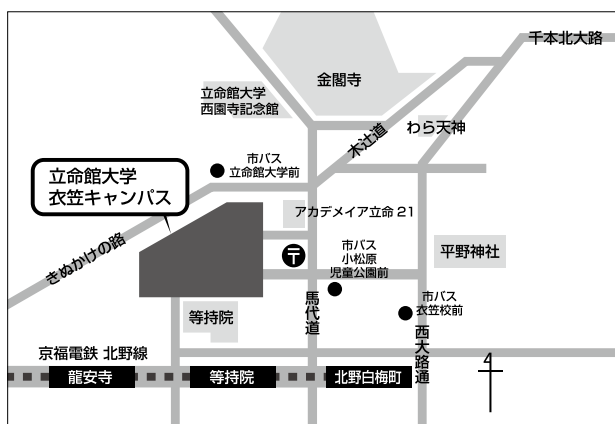 千本北大路
金閣寺
立命館大学
西園寺記念館
わら天神
木辻道
市バス
立命館大学前
立命館大学
衣笠キャンパス
アカデメイア立命21
きぬかけの路
市バス
小松原
児童公園前
平野神社
〒
馬代道
市バス
衣笠校前
等持院
西大路通
京福電鉄 北野線
龍安寺
等持院
北野白梅町